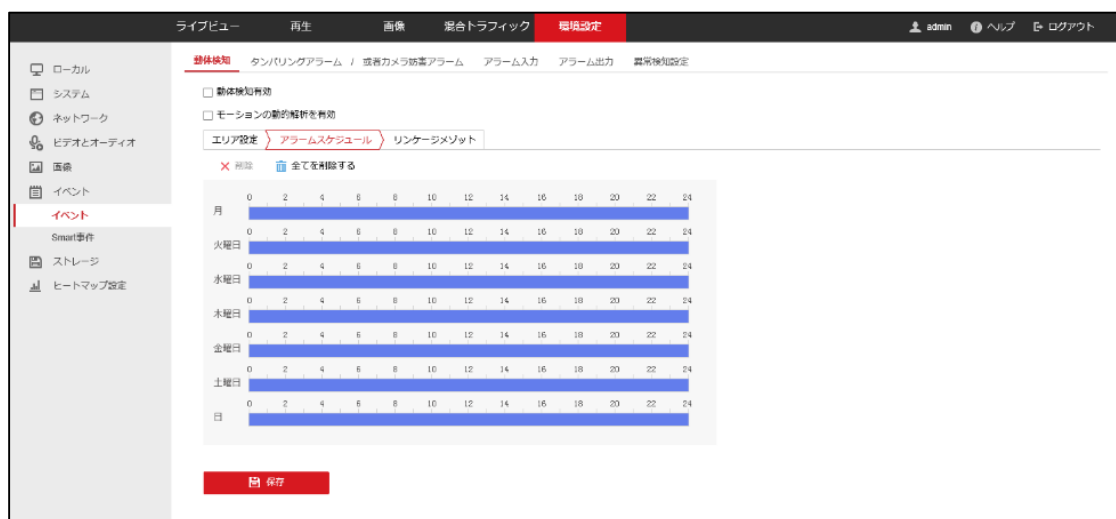 ライブビュー 再生 画像 混合トラフィック 環境設定 admin ヘルプ ログアウト
ローカル
システム
ネットワーク
ビデオとオーディオ
画像
イベント
イベント
Smart事件
ストレージ
ヒートマップ設定
動体検知 タンパリングアラーム / 或者カメラ妨害アラーム アラーム入力 アラーム出力 異常検知設定
動体検知有効
モーションの動的解析を有効
エリア設定 アラームスケジュール リンケージメゾット
削除 全てを削除する
0 2 4 6 8 10 12 14 16 18 20 22 24
月
0 2 4 6 8 10 12 14 16 18 20 22 24
火曜日
0 2 4 6 8 10 12 14 16 18 20 22 24
水曜日
0 2 4 6 8 10 12 14 16 18 20 22 24
木曜日
0 2 4 6 8 10 12 14 16 18 20 22 24
金曜日
0 2 4 6 8 10 12 14 16 18 20 22 24
土曜日
0 2 4 6 8 10 12 14 16 18 20 22 24
日
保存